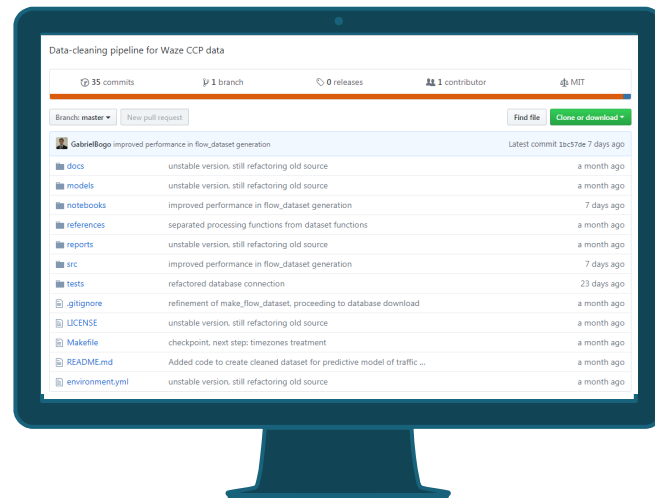 Data-cleaning pipeline for Waze CCP data
35 commits 1 branch 0 releases 1 contributor MIT
Branch: master New pull request Find file Clone or download
GabrielBogo improved performance in flow_dataset generation Latest commit 1bc57de 7 days ago
docs unstable version, still refactoring old source a month ago
models unstable version, still refactoring old source a month ago
notebooks improved performance in flow_dataset generation 7 days ago
references separated processing functions from dataset functions a month ago
reports unstable version, still refactoring old source a month ago
src improved performance in flow_dataset generation 7 days ago
tests refactored database connection 23 days ago
.gitignore refinement of make_flow_dataset, proceeding to database download a month ago
LICENSE unstable version, still refactoring old source a month ago
Makefile checkpoint, next step: timezones treatment a month ago
README.md Added code to create cleaned dataset for predictive model of traffic ... a month ago
environment.yml unstable version, still refactoring old source a month ago